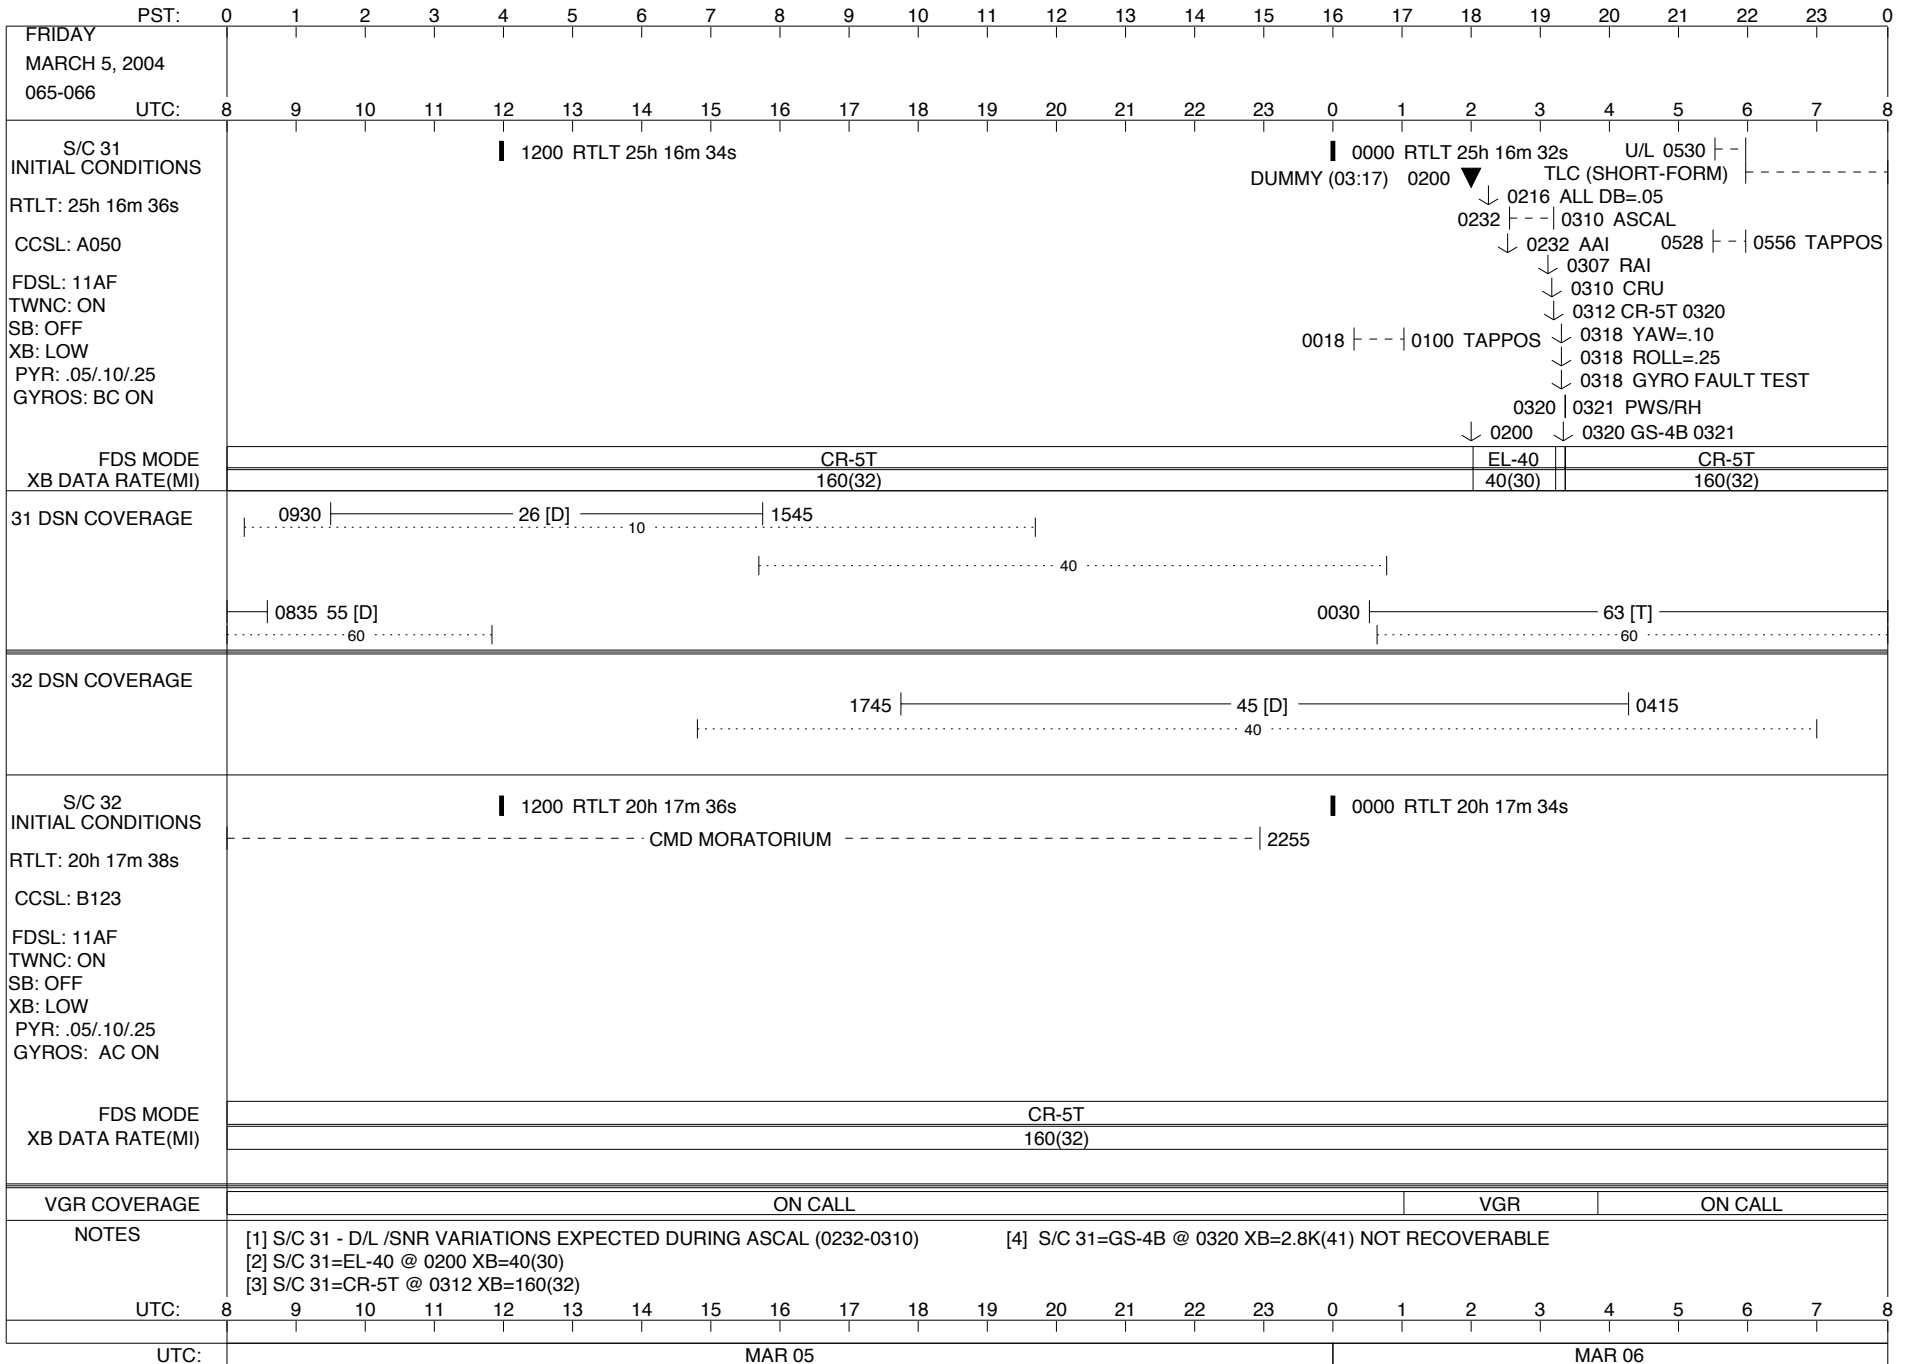 PST: 0 1 2 3 4 5 6 7 8 9 10 11 12 13 14 15 16 17 18 19 20 21 22 23 0
FRIDAY
MARCH 5, 2004
065-066
UTC: 8 9 10 11 12 13 14 15 16 17 18 19 20 21 22 23 0 1 2 3 4 5 6 7 8
S/C 31
INITIAL CONDITIONS
RTLT: 25h 16m 36s
CCSL: A050
FDSL: 11AF
TWNC: ON
SB: OFF
XB: LOW
PYR: .05/.10/.25
GYROS: BC ON
1200 RTLT 25h 16m 34s
0000 RTLT 25h 16m 32s
U/L 0530
TLC (SHORT-FORM)
DUMMY (03:17) 0200
0216 ALL DB=.05
0232 0310 ASCAL
0232 AAI
0528 0556 TAPPOS
0307 RAI
0310 CRU
0312 CR-5T 0320
0018 0100 TAPPOS
0318 YAW=.10
0318 ROLL=.25
0318 GYRO FAULT TEST
0320 0321 PWS/RH
0200 0320 GS-4B 0321
FDS MODE CR-5T EL-40 CR-5T
XB DATA RATE(MI) 160(32) 40(30) 160(32)
31 DSN COVERAGE
0930 26 [D] 1545
10
40
0835 55 [D]
60
0030 63 [T]
60
32 DSN COVERAGE
1745 45 [D] 0415
40
S/C 32
INITIAL CONDITIONS
RTLT: 20h 17m 38s
CCSL: B123
FDSL: 11AF
TWNC: ON
SB: OFF
XB: LOW
PYR: .05/.10/.25
GYROS: AC ON
1200 RTLT 20h 17m 36s
0000 RTLT 20h 17m 34s
CMD MORATORIUM 2255
FDS MODE CR-5T
XB DATA RATE(MI) 160(32)
VGR COVERAGE ON CALL VGR ON CALL
NOTES
[1] S/C 31 - D/L /SNR VARIATIONS EXPECTED DURING ASCAL (0232-0310)
[2] S/C 31=EL-40 @ 0200 XB=40(30)
[3] S/C 31=CR-5T @ 0312 XB=160(32)
[4] S/C 31=GS-4B @ 0320 XB=2.8K(41) NOT RECOVERABLE
UTC: 8 9 10 11 12 13 14 15 16 17 18 19 20 21 22 23 0 1 2 3 4 5 6 7 8
UTC: MAR 05 MAR 06